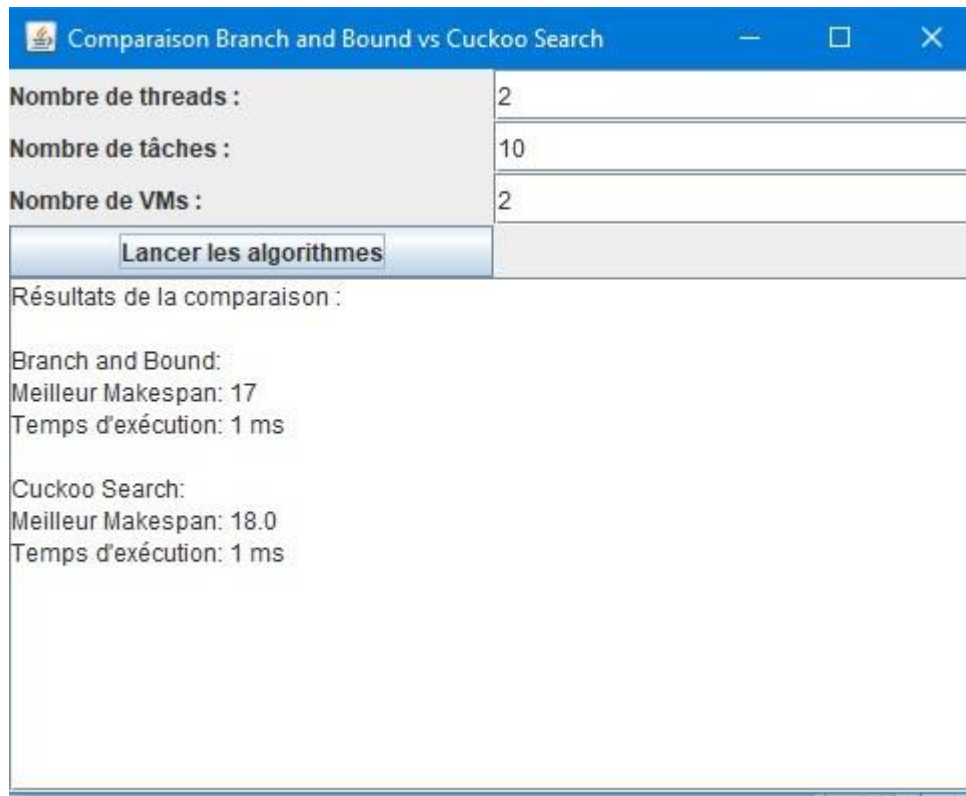 Comparaison Branch and Bound vs Cuckoo Search
Nombre de threads : 2
Nombre de tâches : 10
Nombre de VMs : 2
Lancer les algorithmes
Résultats de la comparaison :
Branch and Bound:
Meilleur Makespan: 17
Temps d'exécution: 1 ms
Cuckoo Search:
Meilleur Makespan: 18.0
Temps d'exécution: 1 ms